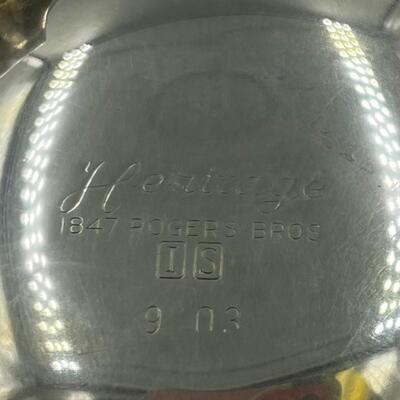 Heritage
1847 ROGERS BROS
IS
9 03